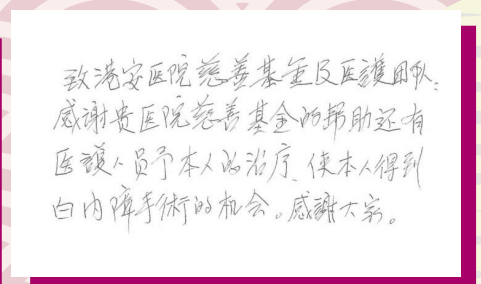 致港安医院慈善基金及医護团队:
感谢贵医院慈善基金的帮助还有
医護人员予本人的治疗、使本人得到
白内障手術的机会。感謝大家。